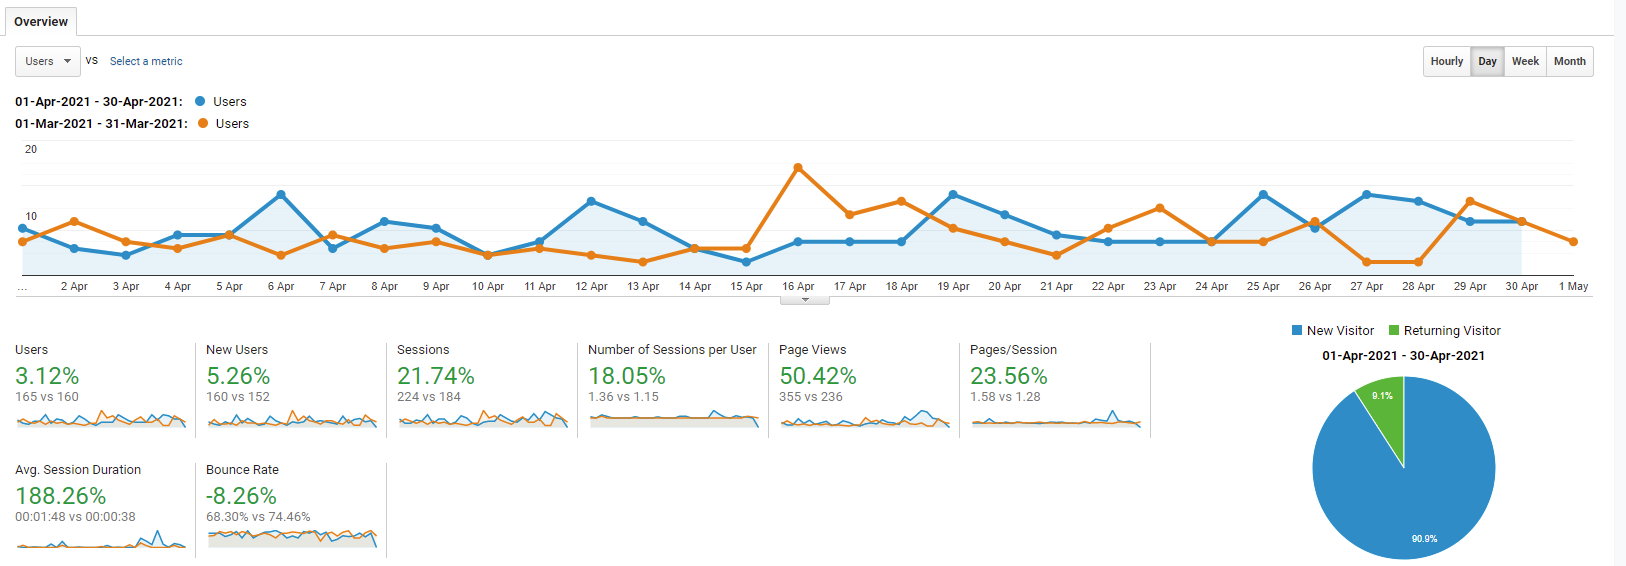 Overview
Users vs Select a metric Hourly Day Week Month
01-Apr-2021 - 30-Apr-2021: Users
01-Mar-2021 - 31-Mar-2021: Users
20
10
... 2 Apr 3 Apr 4 Apr 5 Apr 6 Apr 7 Apr 8 Apr 9 Apr 10 Apr 11 Apr 12 Apr 13 Apr 14 Apr 15 Apr 16 Apr 17 Apr 18 Apr 19 Apr 20 Apr 21 Apr 22 Apr 23 Apr 24 Apr 25 Apr 26 Apr 27 Apr 28 Apr 29 Apr 30 Apr 1 May
Users
3.12%
165 vs 160
New Users
5.26%
160 vs 152
Sessions
21.74%
224 vs 184
Number of Sessions per User
18.05%
1.36 vs 1.15
Page Views
50.42%
355 vs 236
Pages/Session
23.56%
1.58 vs 1.28
Avg. Session Duration
188.26%
00:01:48 vs 00:00:38
Bounce Rate
-8.26%
68.30% vs 74.46%
New Visitor Returning Visitor
01-Apr-2021 - 30-Apr-2021
9.1%
90.9%